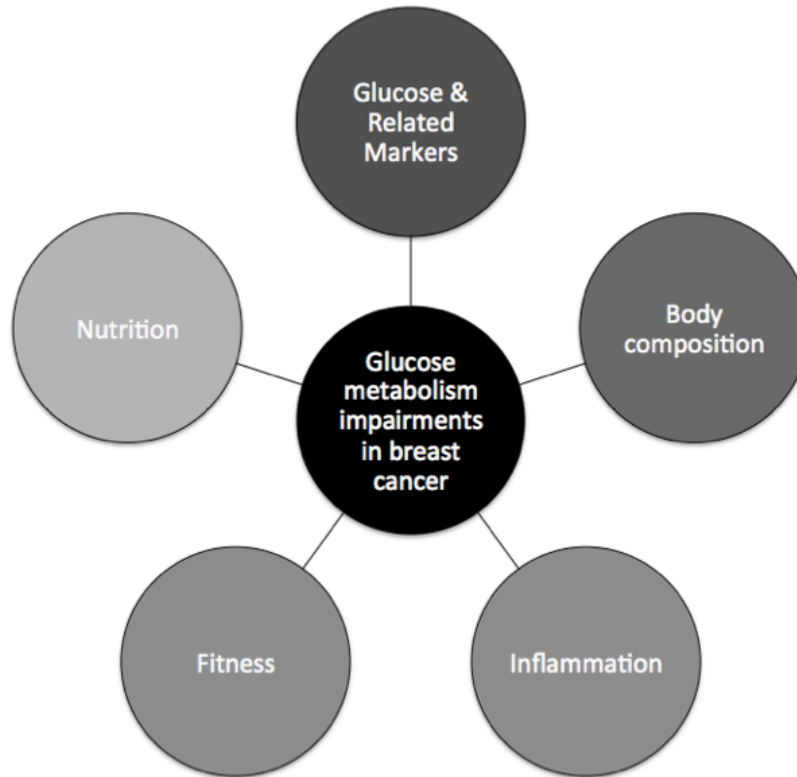 Glucose &
Related
Markers
Nutrition
Body
composition
Glucose
metabolism
impairments
in breast
cancer
Fitness
Inflammation